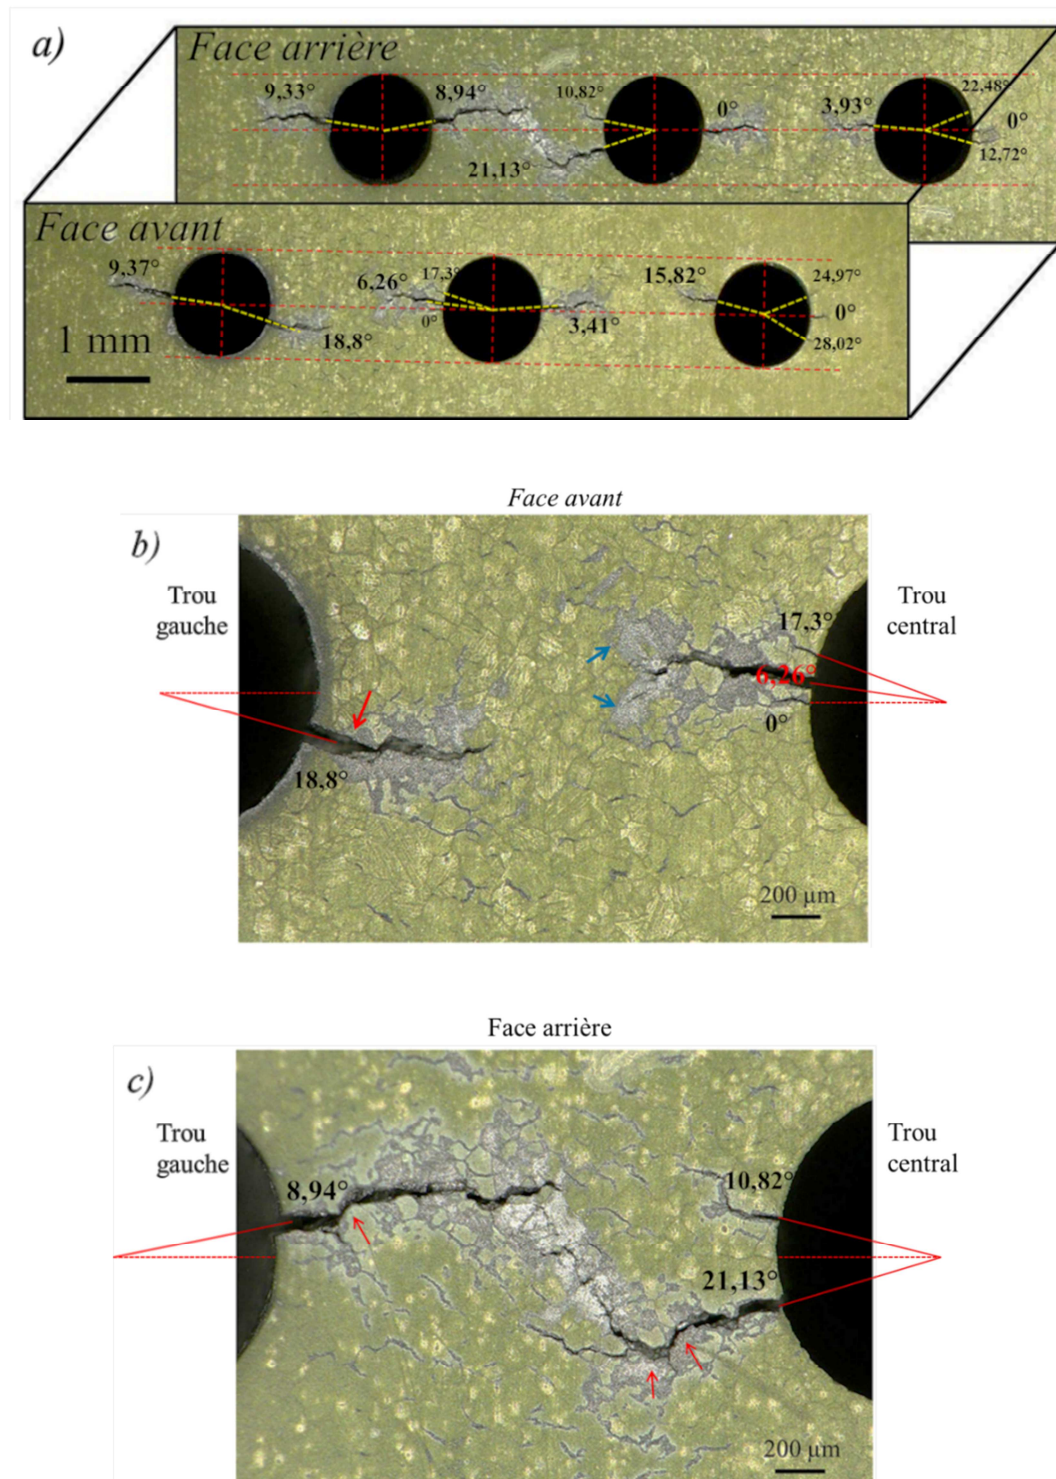 a)
Face arrière
9,33°
8,94°
10,82°
0°
3,93°
22,48°
0°
12,72°
21,13°
Face avant
9,37°
18,8°
6,26°
17,3°
0°
3,41°
15,82°
24,97°
0°
28,02°
1 mm
Face avant
b)
Trou
gauche
Trou
central
17,3°
6,26°
0°
18,8°
200 µm
Face arrière
c)
Trou
gauche
Trou
central
8,94°
10,82°
21,13°
200 µm